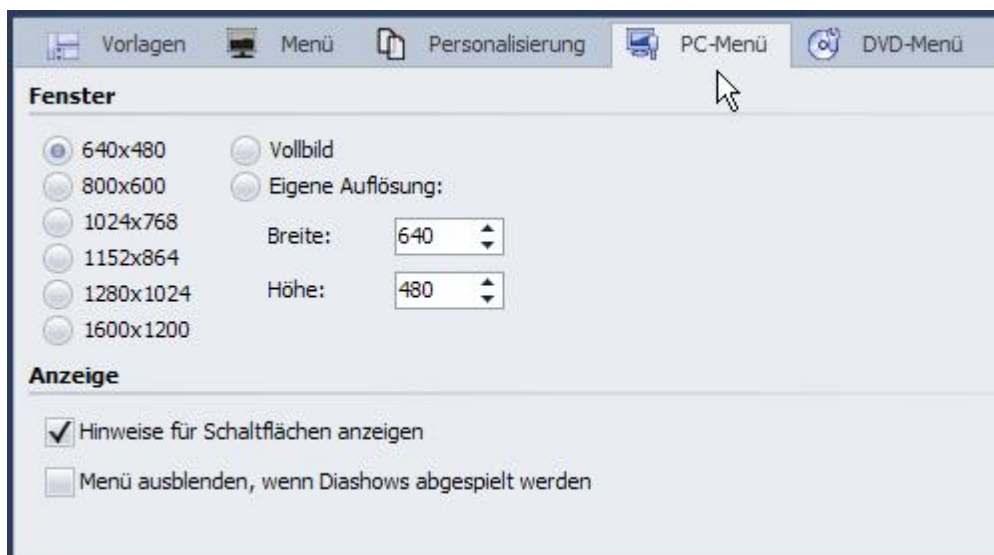 Vorlagen Menü Personalisierung PC-Menü DVD-Menü
Fenster
640x480 Vollbild
800x600 Eigene Auflösung:
1024x768 Breite: 640
1152x864
1280x1024 Höhe: 480
1600x1200
Anzeige
Hinweise für Schaltflächen anzeigen
Menü ausblenden, wenn Diashows abgespielt werden